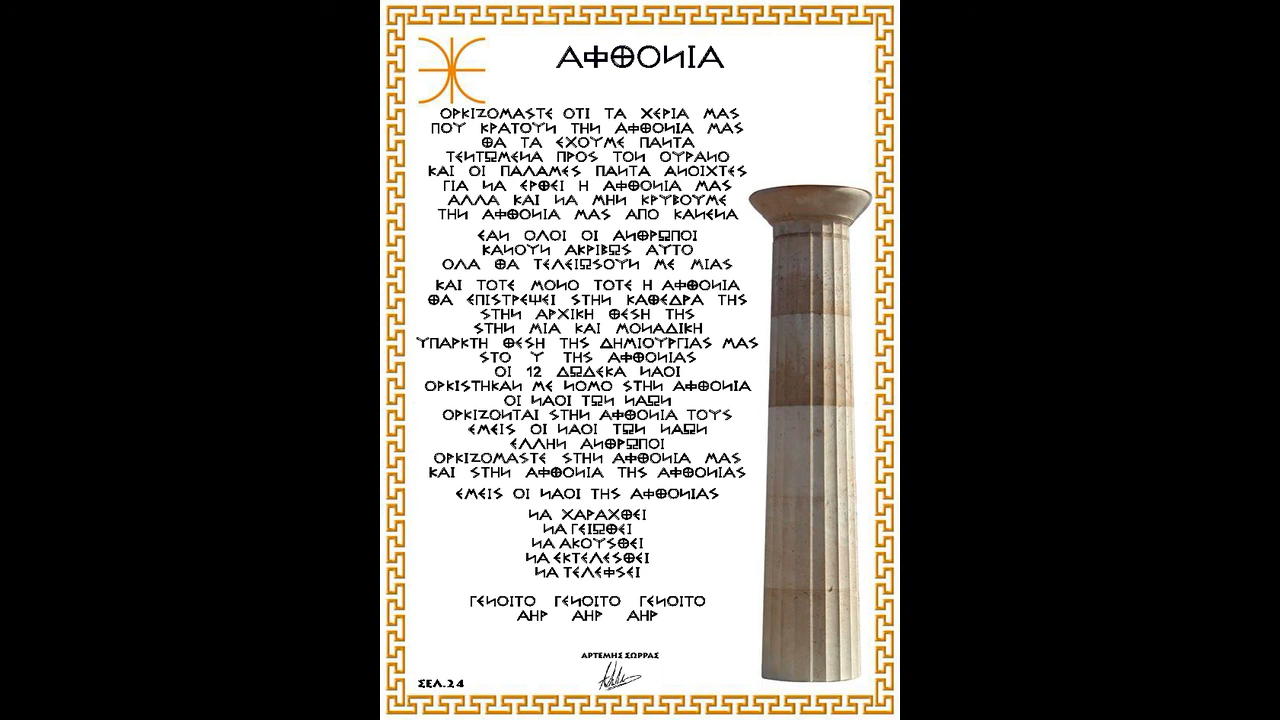 ΑΦΘΟΝΙΑ
ΟΡΚΙΖΟΜΑΣΤΕ ΟΤΙ ΤΑ ΧΕΡΙΑ ΜΑΣ
ΠΟΥ ΚΡΑΤΟΥΝ ΤΗΝ ΑΦΘΟΝΙΑ ΜΑΣ
ΘΑ ΤΑ ΕΧΟΥΜΕ ΠΑΝΤΑ
ΤΕΝΤΩΜΕΝΑ ΠΡΟΣ ΤΟΝ ΟΥΡΑΝΟ
ΚΑΙ ΟΙ ΠΑΛΑΜΕΣ ΠΑΝΤΑ ΑΝΟΙΧΤΕΣ
ΓΙΑ ΝΑ ΕΡΘΕΙ Η ΑΦΘΟΝΙΑ ΜΑΣ
ΑΛΛΑ ΚΑΙ ΝΑ ΜΗΝ ΚΡΥΒΟΥΜΕ
ΤΗΝ ΑΦΘΟΝΙΑ ΜΑΣ ΑΠΟ ΚΑΝΕΝΑ
ΕΑΝ ΟΛΟΙ ΟΙ ΑΝΘΡΩΠΟΙ
ΚΑΝΟΥΝ ΑΚΡΙΒΩΣ ΑΥΤΟ
ΟΛΑ ΘΑ ΤΕΛΕΙΩΣΟΥΝ ΜΕ ΜΙΑΣ
ΚΑΙ ΤΟΤΕ ΜΟΝΟ ΤΟΤΕ Η ΑΦΘΟΝΙΑ
ΘΑ ΕΠΙΣΤΡΕΨΕΙ ΣΤΗΝ ΚΑΘΕΔΡΑ ΤΗΣ
ΣΤΗΝ ΑΡΧΙΚΗ ΘΕΣΗ ΤΗΣ
ΣΤΗΝ ΜΙΑ ΚΑΙ ΜΟΝΑΔΙΚΗ
ΥΠΑΡΚΤΗ ΘΕΣΗ ΤΗΣ ΔΗΜΙΟΥΡΓΙΑΣ ΜΑΣ
ΣΤΟ Υ ΤΗΣ ΑΦΘΟΝΙΑΣ
ΟΙ 12 ΔΩΔΕΚΑ ΝΑΟΙ
ΟΡΚΙΣΤΗΚΑΝ ΜΕ ΝΟΜΟ ΣΤΗΝ ΑΦΘΟΝΙΑ
ΟΙ ΝΑΟΙ ΤΩΝ ΝΑΩΝ
ΟΡΚΙΖΟΝΤΑΙ ΣΤΗΝ ΑΦΘΟΝΙΑ ΤΟΥΣ
ΕΜΕΙΣ ΟΙ ΝΑΟΙ ΤΩΝ ΝΑΩΝ
ΕΛΛΗΝ ΑΝΘΡΩΠΟΙ
ΟΡΚΙΖΟΜΑΣΤΕ ΣΤΗΝ ΑΦΘΟΝΙΑ ΜΑΣ
ΚΑΙ ΣΤΗΝ ΑΦΘΟΝΙΑ ΤΗΣ ΑΦΘΟΝΙΑΣ
ΕΜΕΙΣ ΟΙ ΝΑΟΙ ΤΗΣ ΑΦΘΟΝΙΑΣ
ΝΑ ΧΑΡΑΧΘΕΙ
ΝΑ ΓΕΙΩΘΕΙ
ΝΑ ΑΚΟΥΣΘΕΙ
ΝΑ ΕΚΤΕΛΕΣΘΕΙ
ΝΑ ΤΕΛΕΦΣΕΙ
ΓΕΝΟΙΤΟ ΓΕΝΟΙΤΟ ΓΕΝΟΙΤΟ
ΑΗΡ ΑΗΡ ΑΗΡ
ΑΡΤΕΜΗΣ ΣΩΡΡΑΣ
ΣΕΛ.24